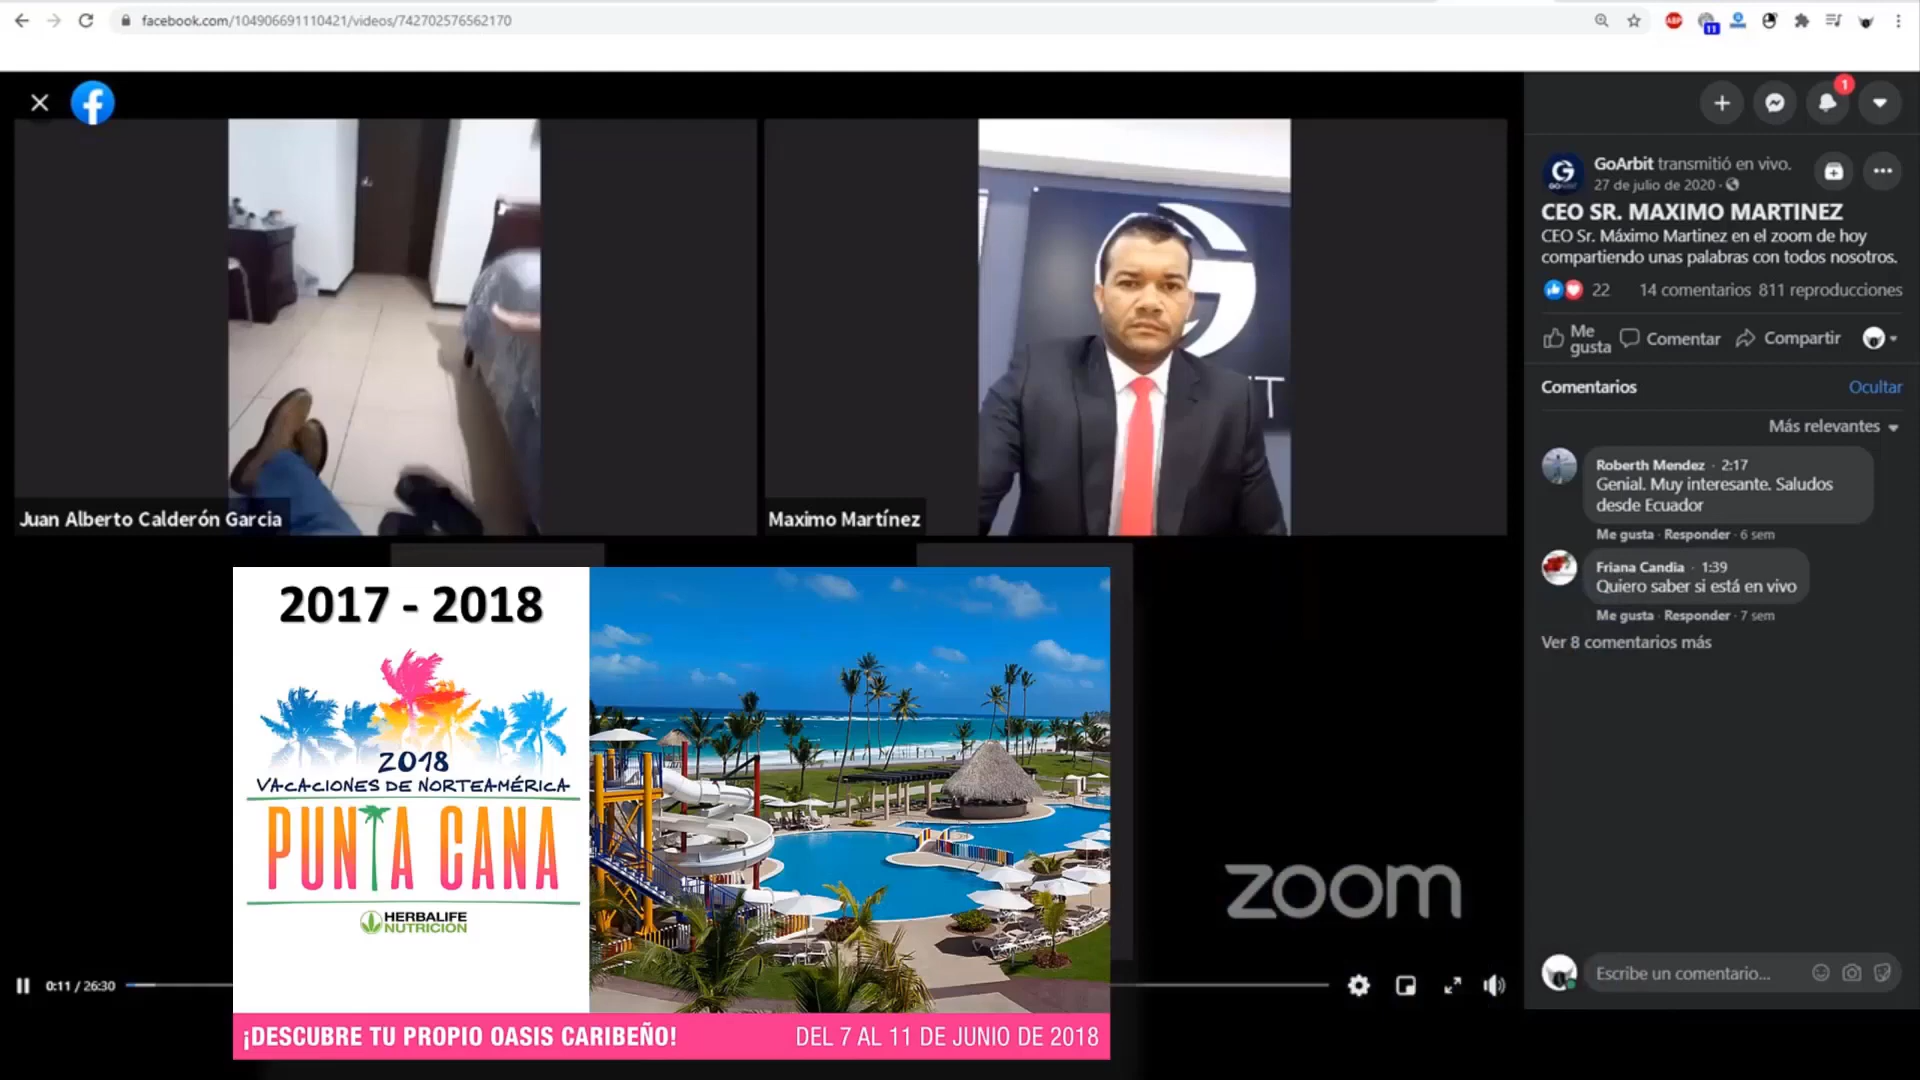 facebook.com/104906691110421/videos/742702576562170
ABP
11
1
GoArbit transmitió en vivo.
27 de julio de 2020 ·
CEO SR. MAXIMO MARTINEZ
CEO Sr. Máximo Martinez en el zoom de hoy
compartiendo unas palabras con todos nosotros.
22 14 comentarios 811 reproducciones
Me gusta Comentar Compartir
Comentarios Ocultar
Más relevantes
Roberth Mendez · 2:17
Genial. Muy interesante. Saludos
desde Ecuador
Me gusta · Responder · 6 sem
Friana Candia · 1:39
Quiero saber si está en vivo
Me gusta · Responder · 7 sem
Ver 8 comentarios más
Escribe un comentario...
Juan Alberto Calderón Garcia
Maximo Martínez
T
2017 - 2018
2018
VACACIONES DE NORTEAMÉRICA
PUNTA CANA
HERBALIFE
NUTRICIÓN
¡DESCUBRE TU PROPIO OASIS CARIBEÑO! DEL 7 AL 11 DE JUNIO DE 2018
zoom
0:11 / 26:30